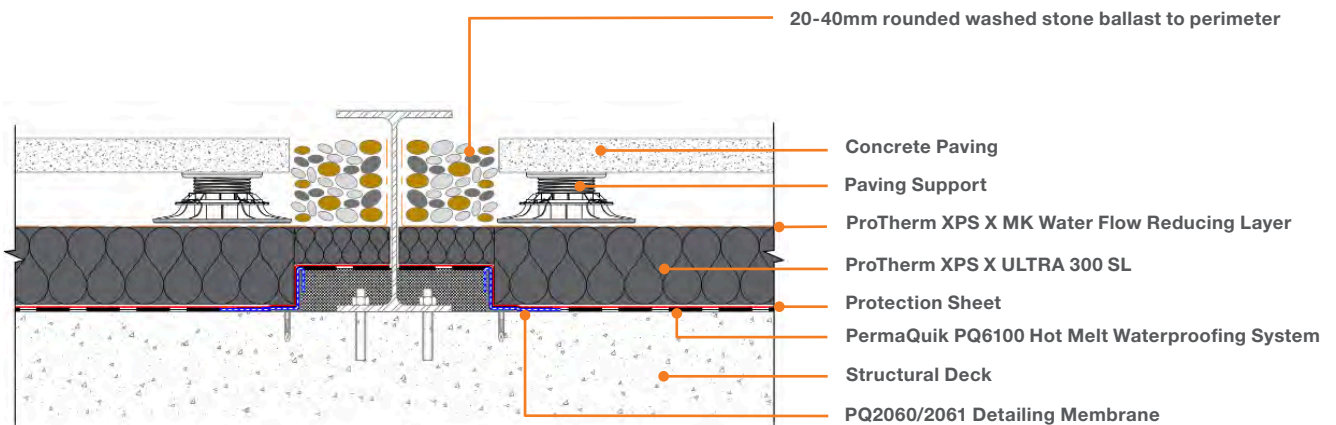 20-40mm rounded washed stone ballast to perimeter
Concrete Paving
Paving Support
ProTherm XPS X MK Water Flow Reducing Layer
ProTherm XPS X ULTRA 300 SL
Protection Sheet
PermaQuik PQ6100 Hot Melt Waterproofing System
Structural Deck
PQ2060/2061 Detailing Membrane